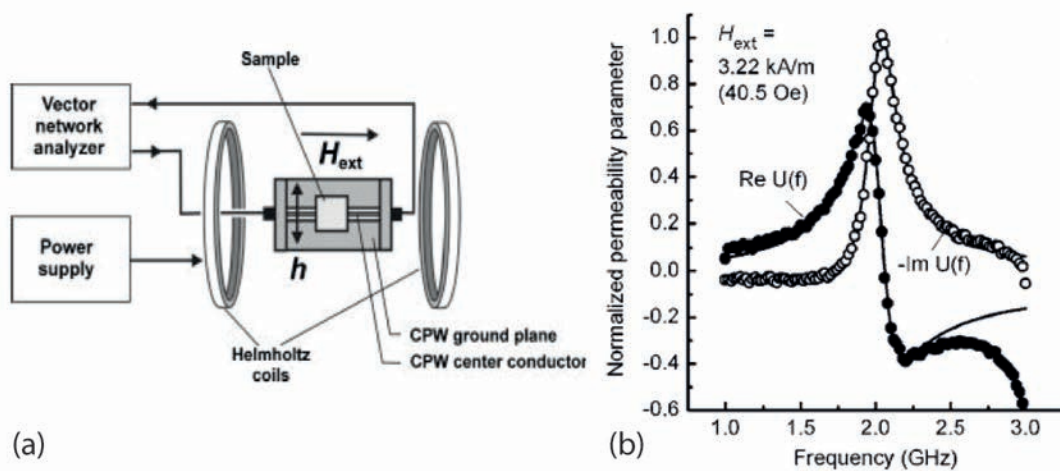 Sample
Vector
network
analyzer
H_ext
Power
supply
h
CPW ground plane
CPW center conductor
Helmholtz
coils
(a)
Normalized permeability parameter
1.0
0.8
0.6
0.4
0.2
0.0
-0.2
-0.4
-0.6
H_ext =
3.22 kA/m
(40.5 Oe)
Re U(f)
-Im U(f)
1.0 1.5 2.0 2.5 3.0
Frequency (GHz)
(b)